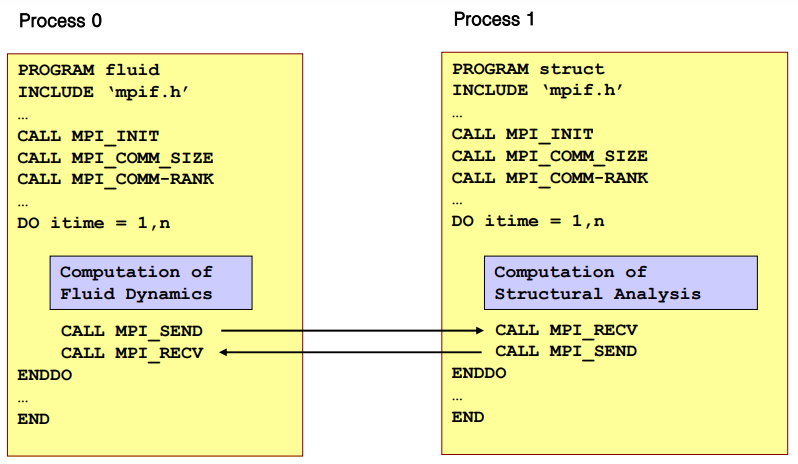 Process 0
PROGRAM fluid
INCLUDE ‘mpif.h’
…
CALL MPI_INIT
CALL MPI_COMM_SIZE
CALL MPI_COMM-RANK
…
DO itime = 1,n
Computation of
Fluid Dynamics
CALL MPI_SEND
CALL MPI_RECV
ENDDO
…
END
Process 1
PROGRAM struct
INCLUDE ‘mpif.h’
…
CALL MPI_INIT
CALL MPI_COMM_SIZE
CALL MPI_COMM-RANK
…
DO itime = 1,n
Computation of
Structural Analysis
CALL MPI_RECV
CALL MPI_SEND
ENDDO
…
END